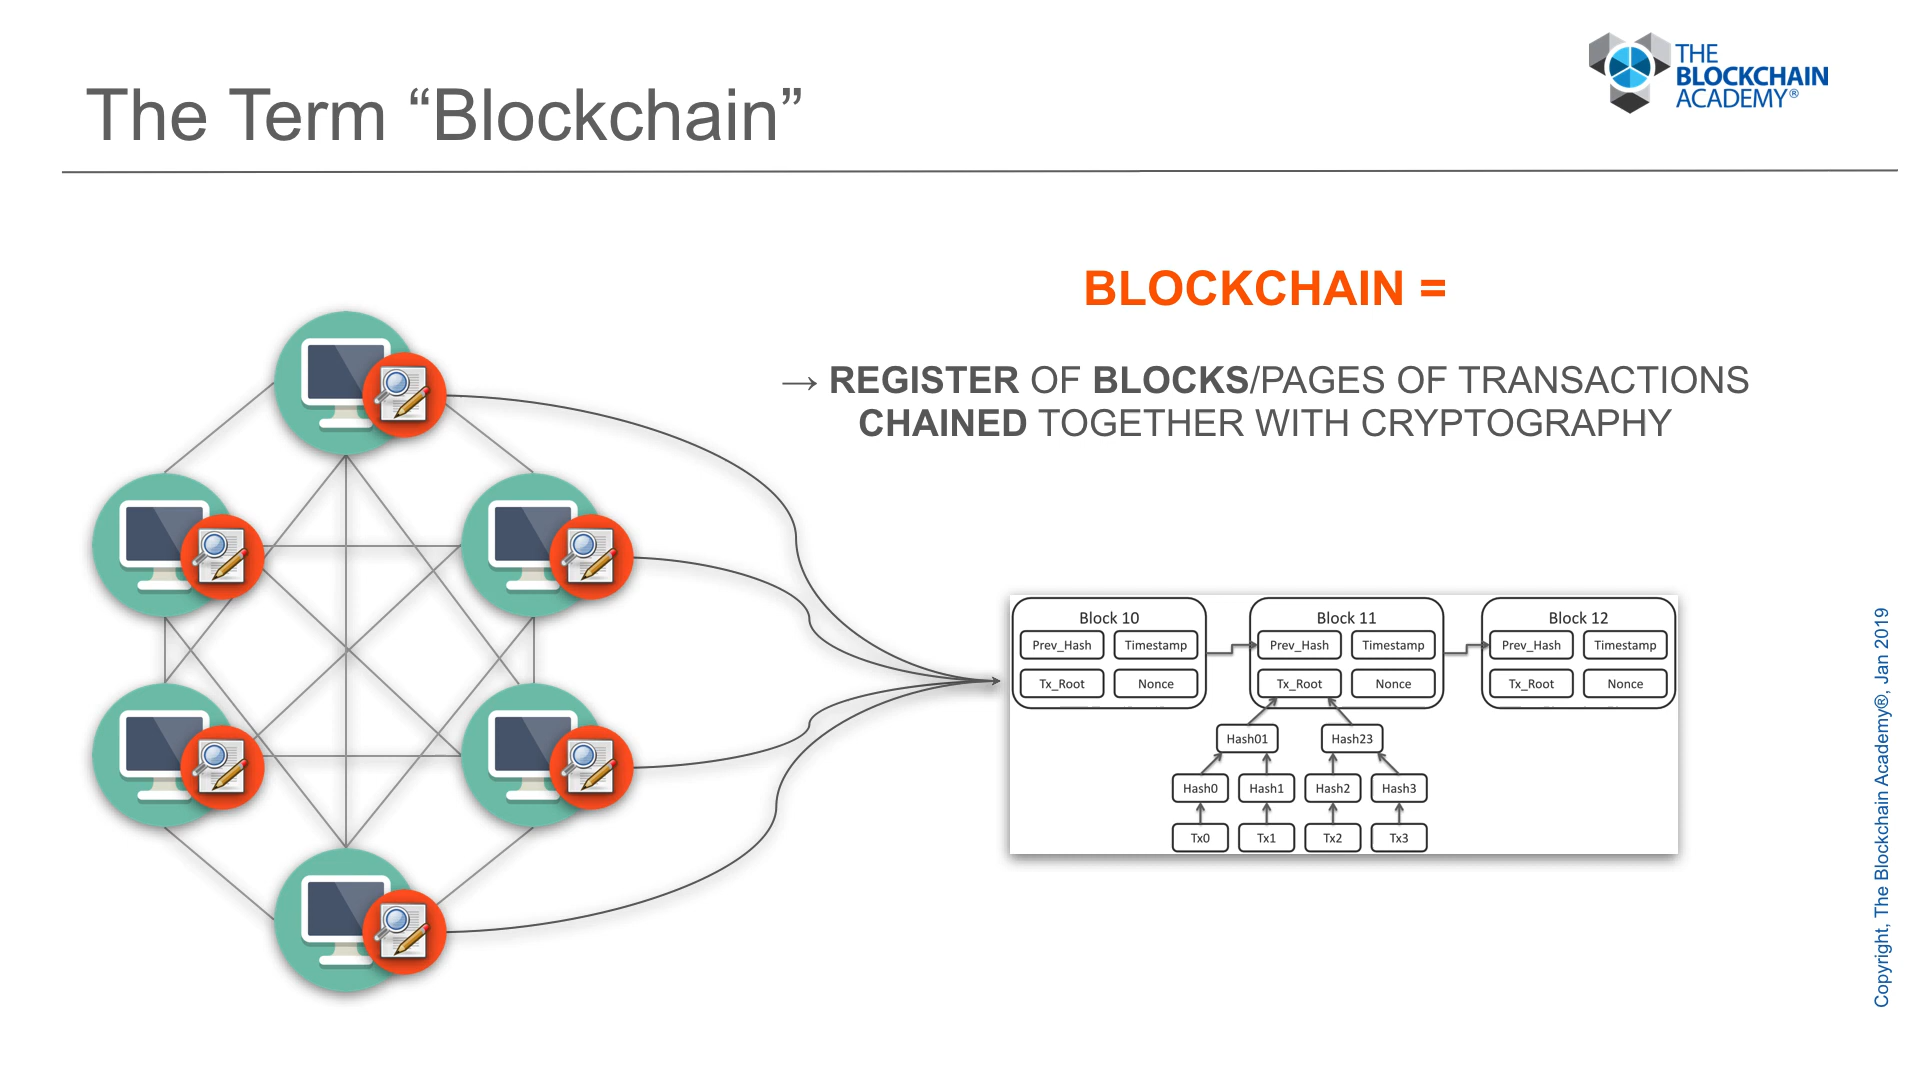 The Term “Blockchain”
THE
BLOCKCHAIN
ACADEMY®
BLOCKCHAIN =
→ REGISTER OF BLOCKS/PAGES OF TRANSACTIONS
CHAINED TOGETHER WITH CRYPTOGRAPHY
Block 10
Prev_Hash Timestamp
Tx_Root Nonce
Block 11
Prev_Hash Timestamp
Tx_Root Nonce
Block 12
Prev_Hash Timestamp
Tx_Root Nonce
Hash01 Hash23
Hash0 Hash1 Hash2 Hash3
Tx0 Tx1 Tx2 Tx3
Copyright, The Blockchain Academy®, Jan 2019